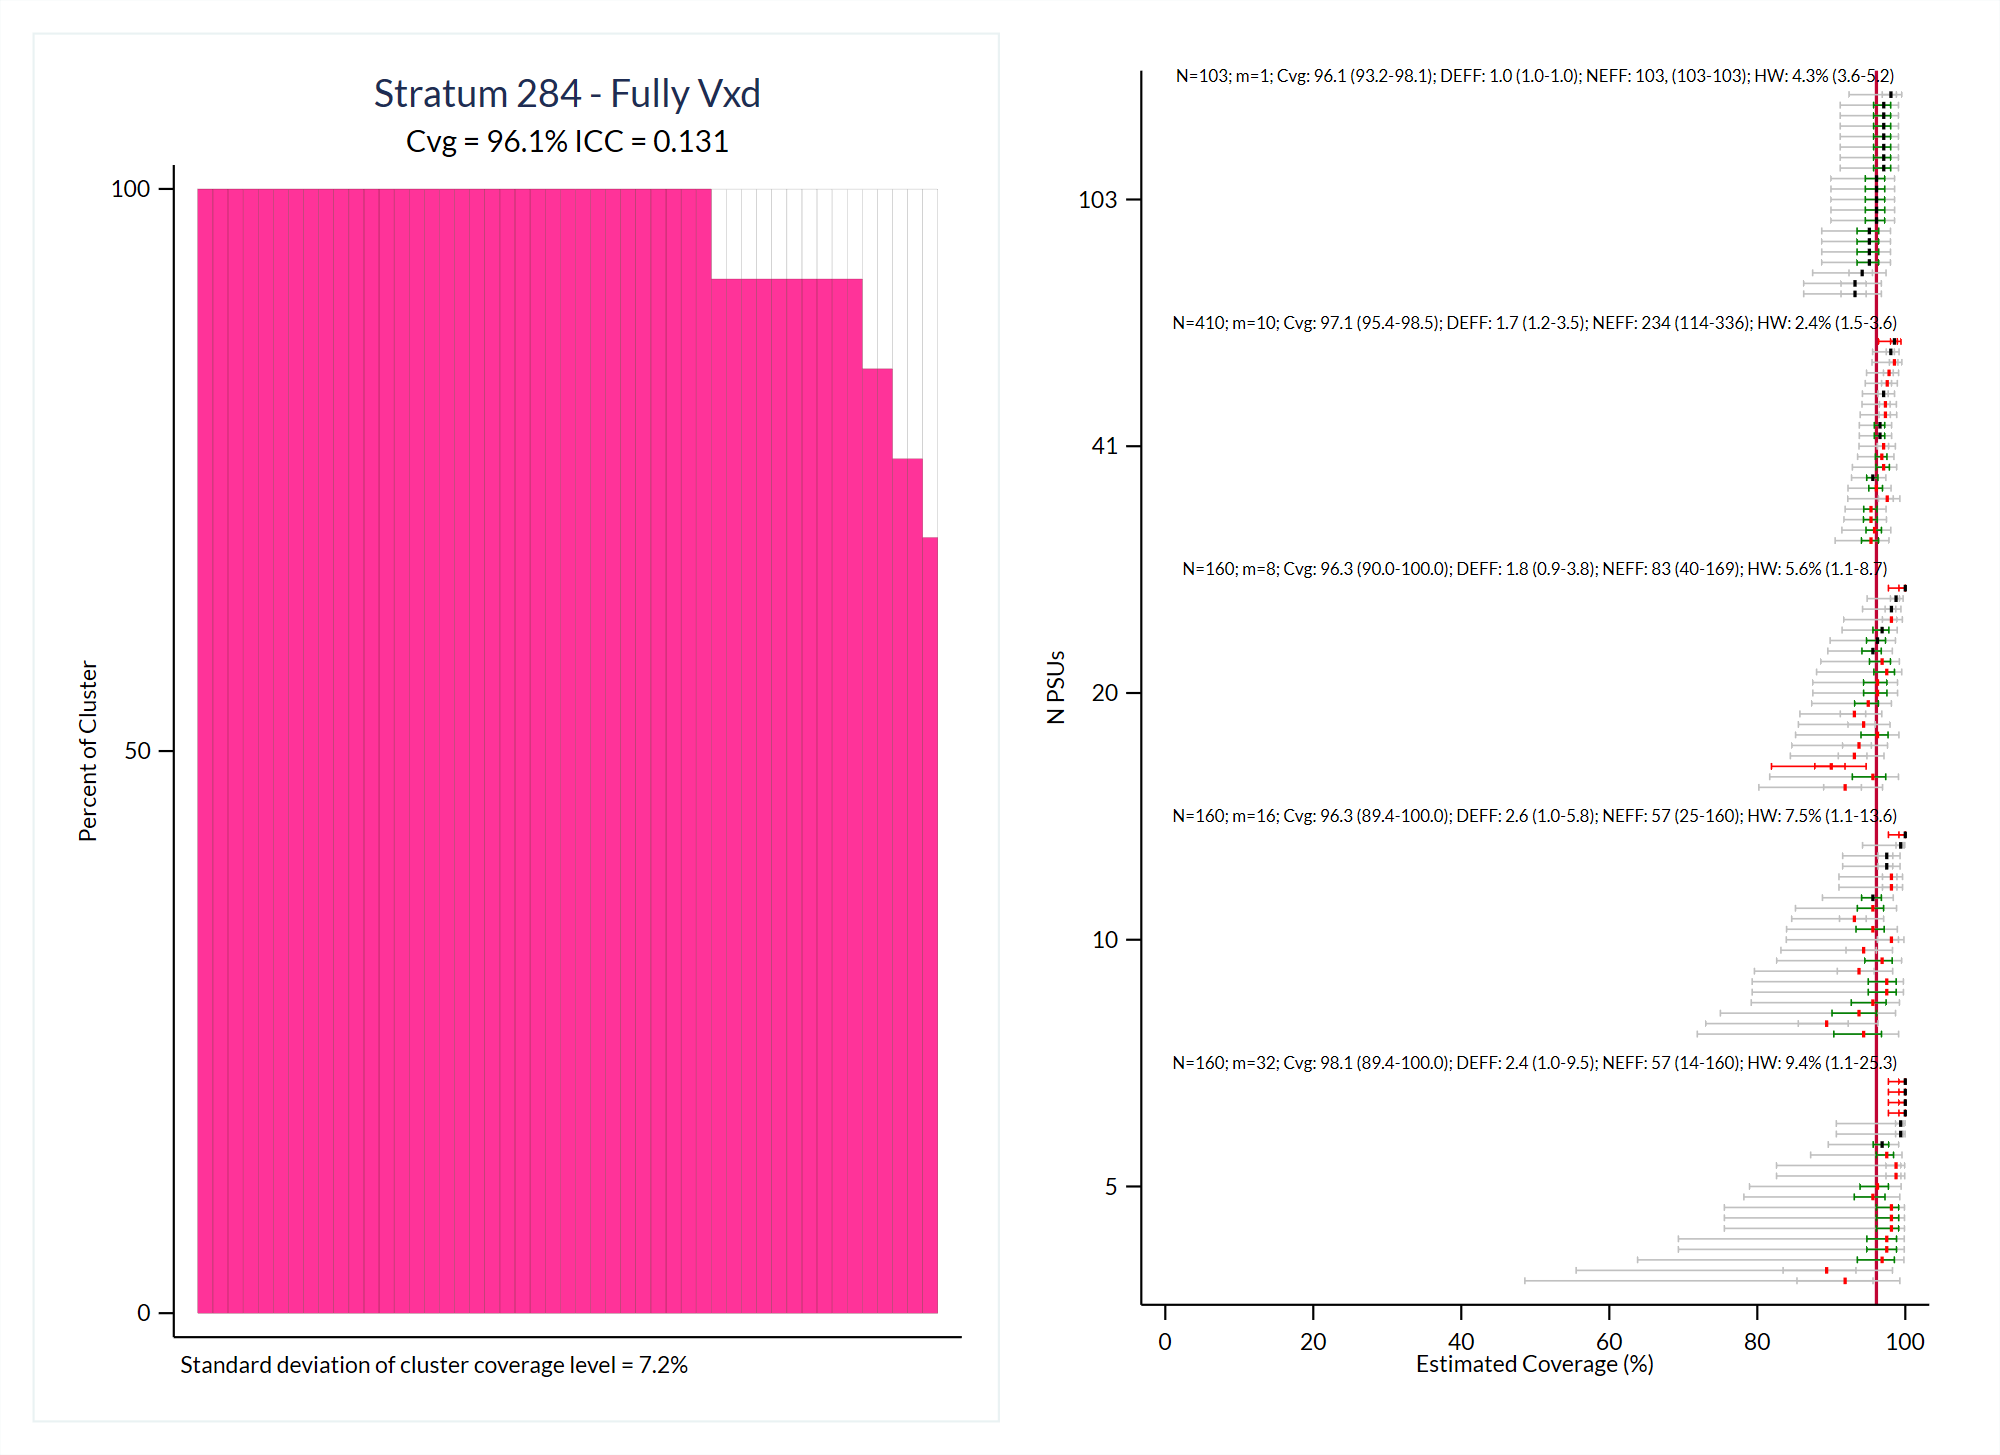 Stratum 284 - Fully Vxd
Cvg = 96.1% ICC = 0.131
100
50
0
Percent of Cluster
Standard deviation of cluster coverage level = 7.2%
N=103; m=1; Cvg: 96.1 (93.2-98.1); DEFF: 1.0 (1.0-1.0); NEFF: 103, (103-103); HW: 4.3% (3.6-5.2)
103
N=410; m=10; Cvg: 97.1 (95.4-98.5); DEFF: 1.7 (1.2-3.5); NEFF: 234 (114-336); HW: 2.4% (1.5-3.6)
41
N=160; m=8; Cvg: 96.3 (90.0-100.0); DEFF: 1.8 (0.9-3.8); NEFF: 83 (40-169); HW: 5.6% (1.1-8.7)
20
N=160; m=16; Cvg: 96.3 (89.4-100.0); DEFF: 2.6 (1.0-5.8); NEFF: 57 (25-160); HW: 7.5% (1.1-13.6)
10
N=160; m=32; Cvg: 98.1 (89.4-100.0); DEFF: 2.4 (1.0-9.5); NEFF: 57 (14-160); HW: 9.4% (1.1-25.3)
5
N PSUs
0 20 40 60 80 100
Estimated Coverage (%)